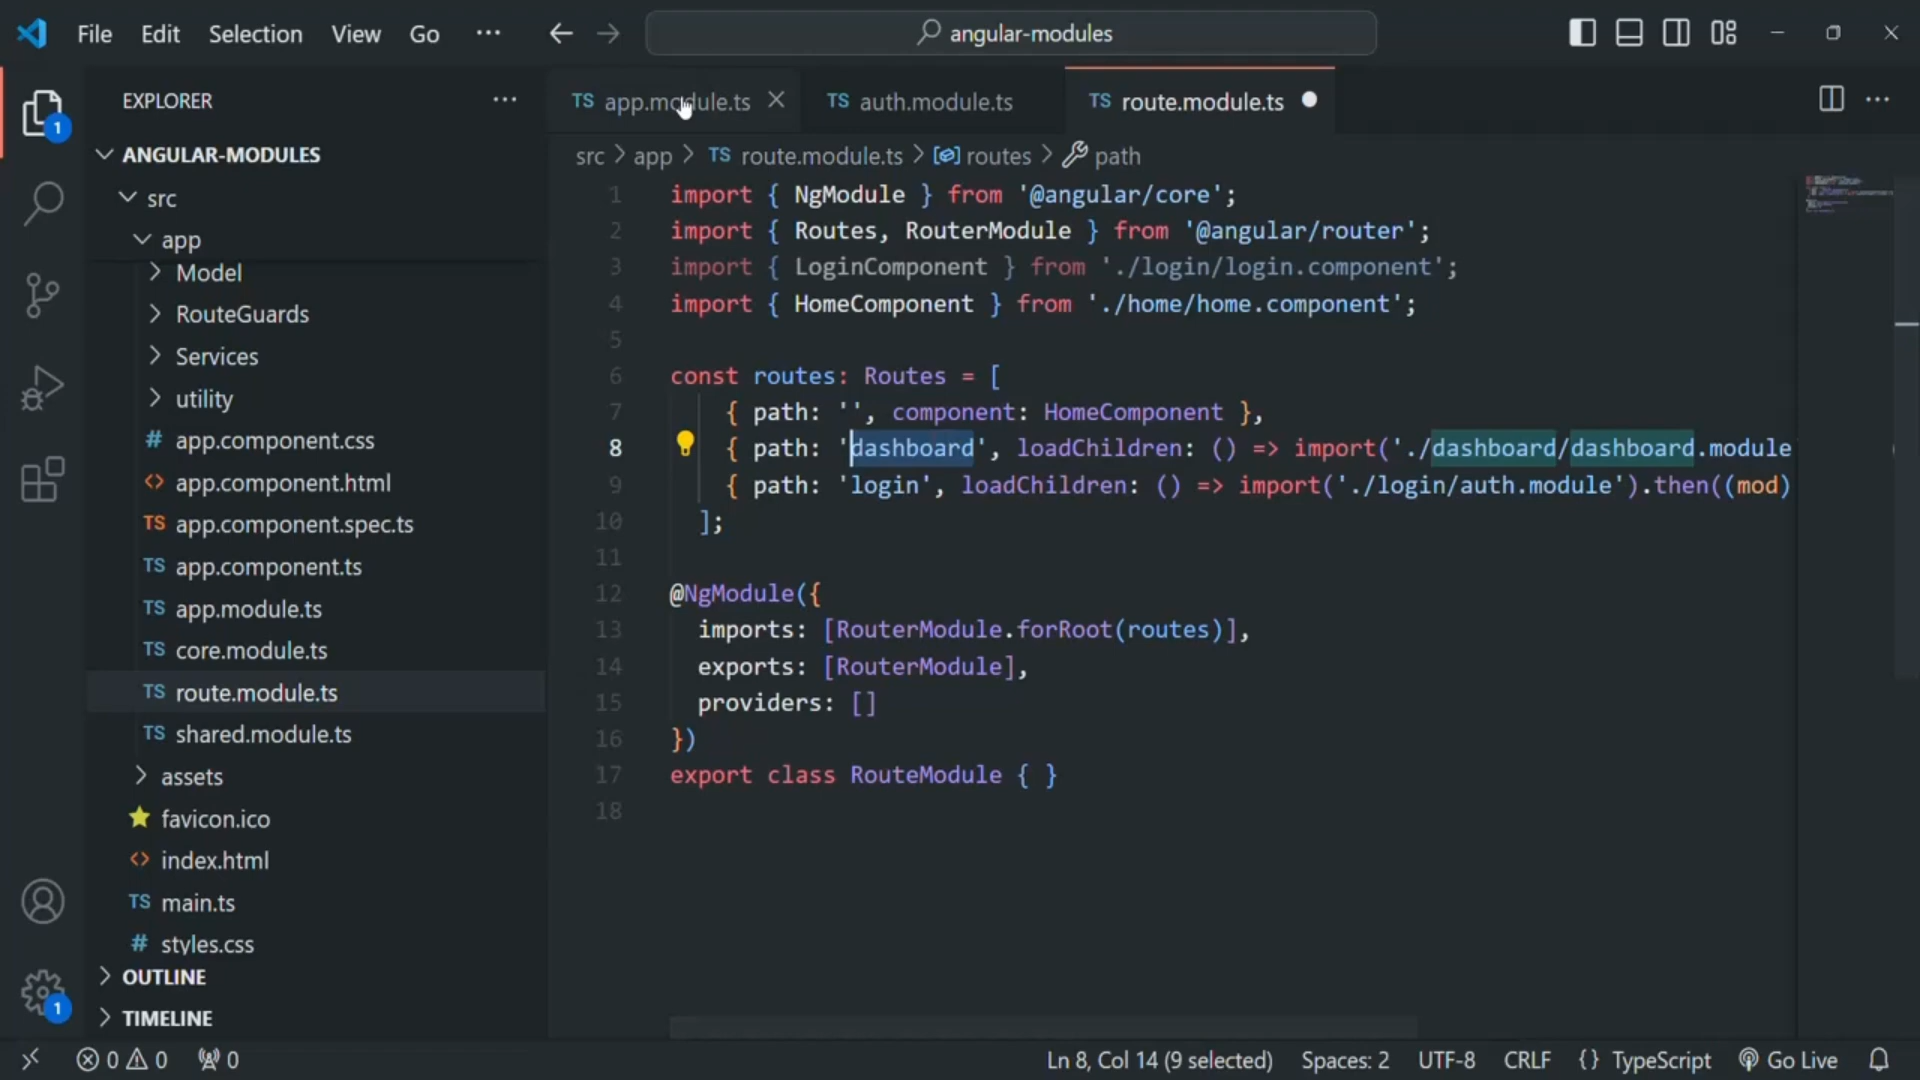 File Edit Selection View Go ··· angular-modules
EXPLORER ···
1
ANGULAR-MODULES
src
app
Model
RouteGuards
Services
utility
# app.component.css
<> app.component.html
TS app.component.spec.ts
TS app.component.ts
TS app.module.ts
TS core.module.ts
TS route.module.ts
TS shared.module.ts
assets
favicon.ico
<> index.html
TS main.ts
# styles.css
OUTLINE
1
TIMELINE
TS app.module.ts TS auth.module.ts TS route.module.ts
src > app > TS route.module.ts > routes > path
1 import { NgModule } from '@angular/core';
2 import { Routes, RouterModule } from '@angular/router';
3 import { LoginComponent } from './login/login.component';
4 import { HomeComponent } from './home/home.component';
5
6 const routes: Routes = [
7 { path: '', component: HomeComponent },
8 { path: 'dashboard', loadChildren: () => import('./dashboard/dashboard.module'
9 { path: 'login', loadChildren: () => import('./login/auth.module').then((mod)
10 ];
11
12 @NgModule({
13 imports: [RouterModule.forRoot(routes)],
14 exports: [RouterModule],
15 providers: []
16 })
17 export class RouteModule { }
18
0 0 0 Ln 8, Col 14 (9 selected) Spaces: 2 UTF-8 CRLF {} TypeScript Go Live